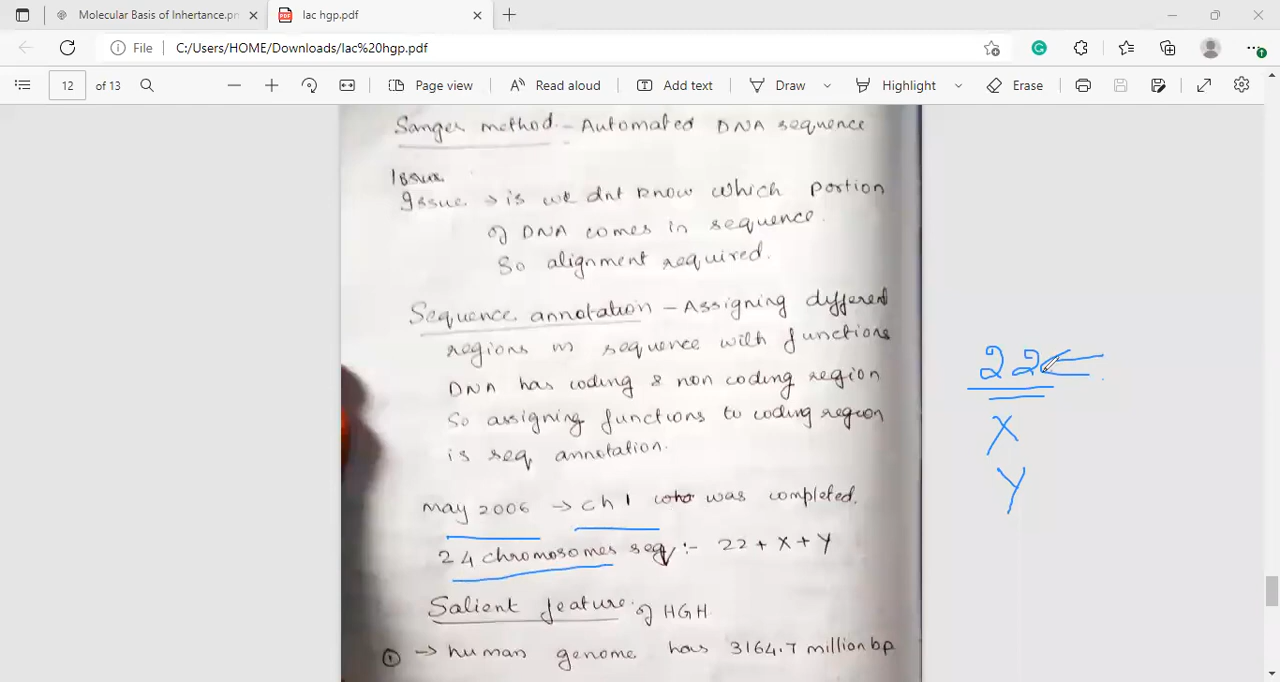 Molecular Basis of Inheritance.pr
lac hgp.pdf
File
C:/Users/HOME/Downloads/lac%20hgp.pdf
12 of 13
Page view
Read aloud
Add text
Draw
Highlight
Erase
Sanger method - Automated DNA sequence
Issue
Issue → is we dnt know which portion
of DNA comes in sequence.
So alignment required.
Sequence annotation - Assigning different
regions in sequence with functions
DNA has coding & non coding region
So assigning functions to coding region
is seq annotation.
May 2006 → ch 1 was completed.
24 chromosomes seq :- 22 + X + Y
Salient feature of HGH.
① → human genome has 3164.7 million bp
22
X
Y